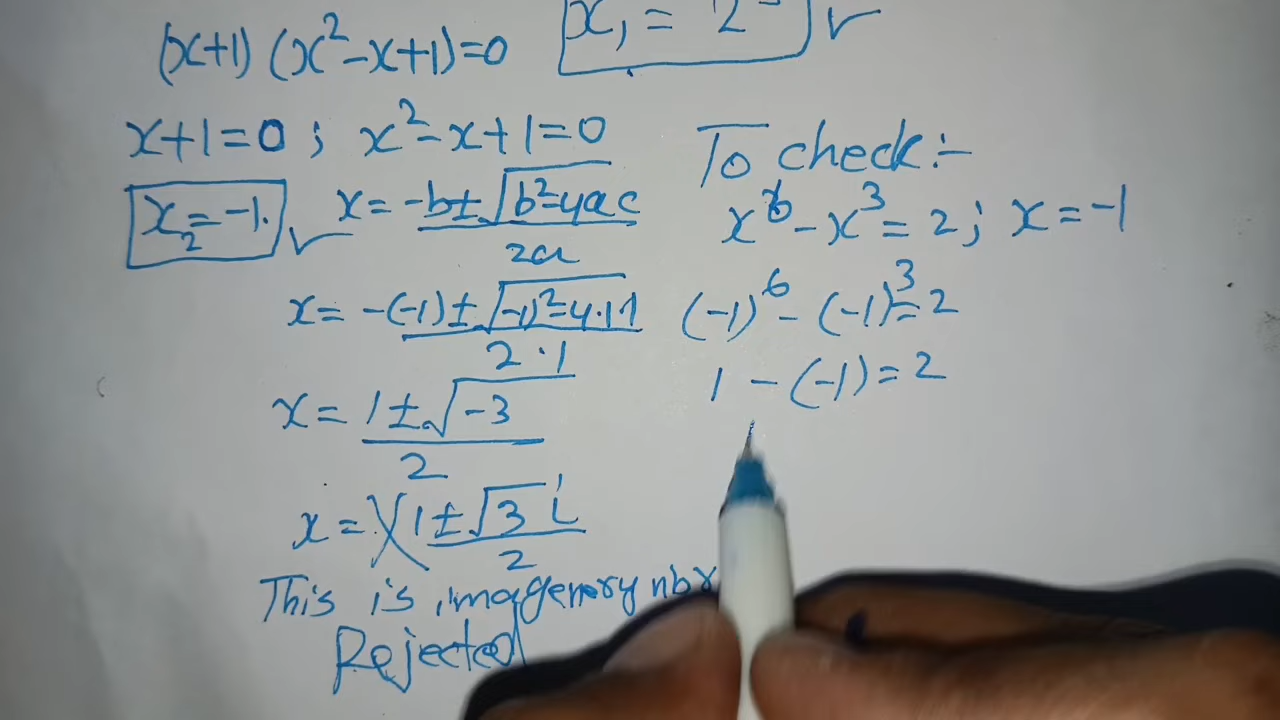 (x+1) (x²-x+1)=0
x+1=0 ; x²-x+1=0
x₂=-1.
x= -b±√b²-4ac / 2a
x= -(-1)±√(-1)²-4.1.1 / 2.1
x= 1±√-3 / 2
x= 1±√3 i / 2
This is imagenery nbr
Rejected
x₁ = 2
To check:-
x⁶-x³=2; x=-1
(-1)⁶-(-1)³=2
1-(-1)=2